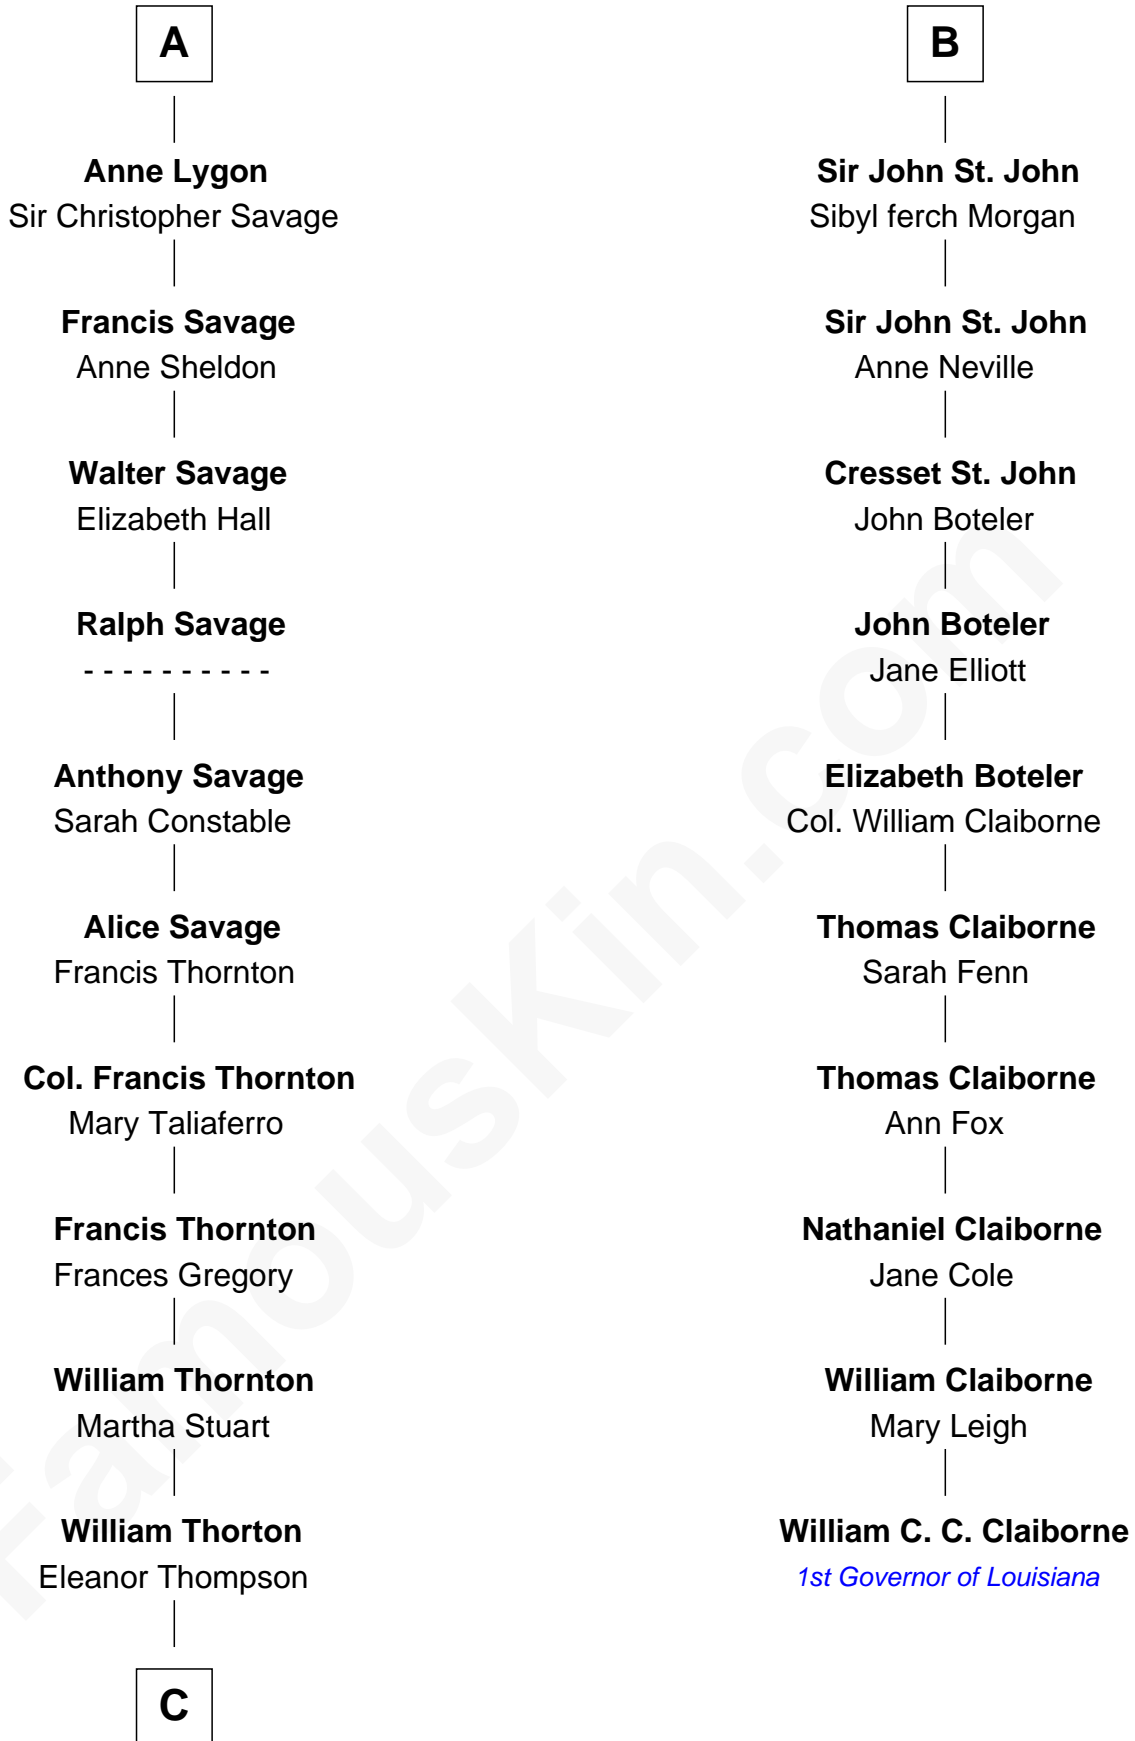 A
Anne Lygon
Sir Christopher Savage
Francis Savage
Anne Sheldon
Walter Savage
Elizabeth Hall
Ralph Savage
- - - - - - - - - -
Anthony Savage
Sarah Constable
Alice Savage
Francis Thornton
Col. Francis Thornton
Mary Taliaferro
Francis Thornton
Frances Gregory
William Thornton
Martha Stuart
William Thorton
Eleanor Thompson
C
B
Sir John St. John
Sibyl ferch Morgan
Sir John St. John
Anne Neville
Cresset St. John
John Boteler
John Boteler
Jane Elliott
Elizabeth Boteler
Col. William Claiborne
Thomas Claiborne
Sarah Fenn
Thomas Claiborne
Ann Fox
Nathaniel Claiborne
Jane Cole
William Claiborne
Mary Leigh
William C. C. Claiborne
1st Governor of Louisiana
FamousKin.com